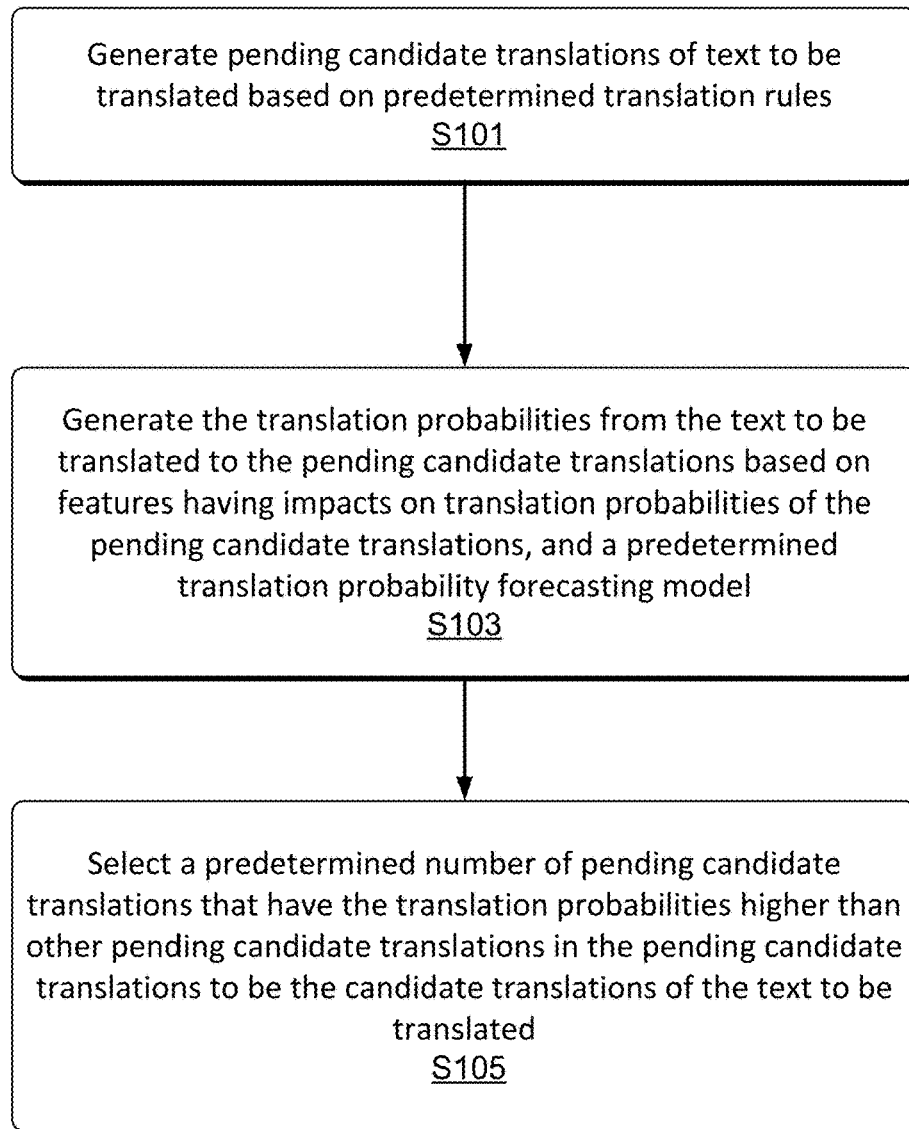 Generate pending candidate translations of text to be
translated based on predetermined translation rules
S101
Generate the translation probabilities from the text to be
translated to the pending candidate translations based on
features having impacts on translation probabilities of the
pending candidate translations, and a predetermined
translation probability forecasting model
S103
Select a predetermined number of pending candidate
translations that have the translation probabilities higher than
other pending candidate translations in the pending candidate
translations to be the candidate translations of the text to be
translated
S105